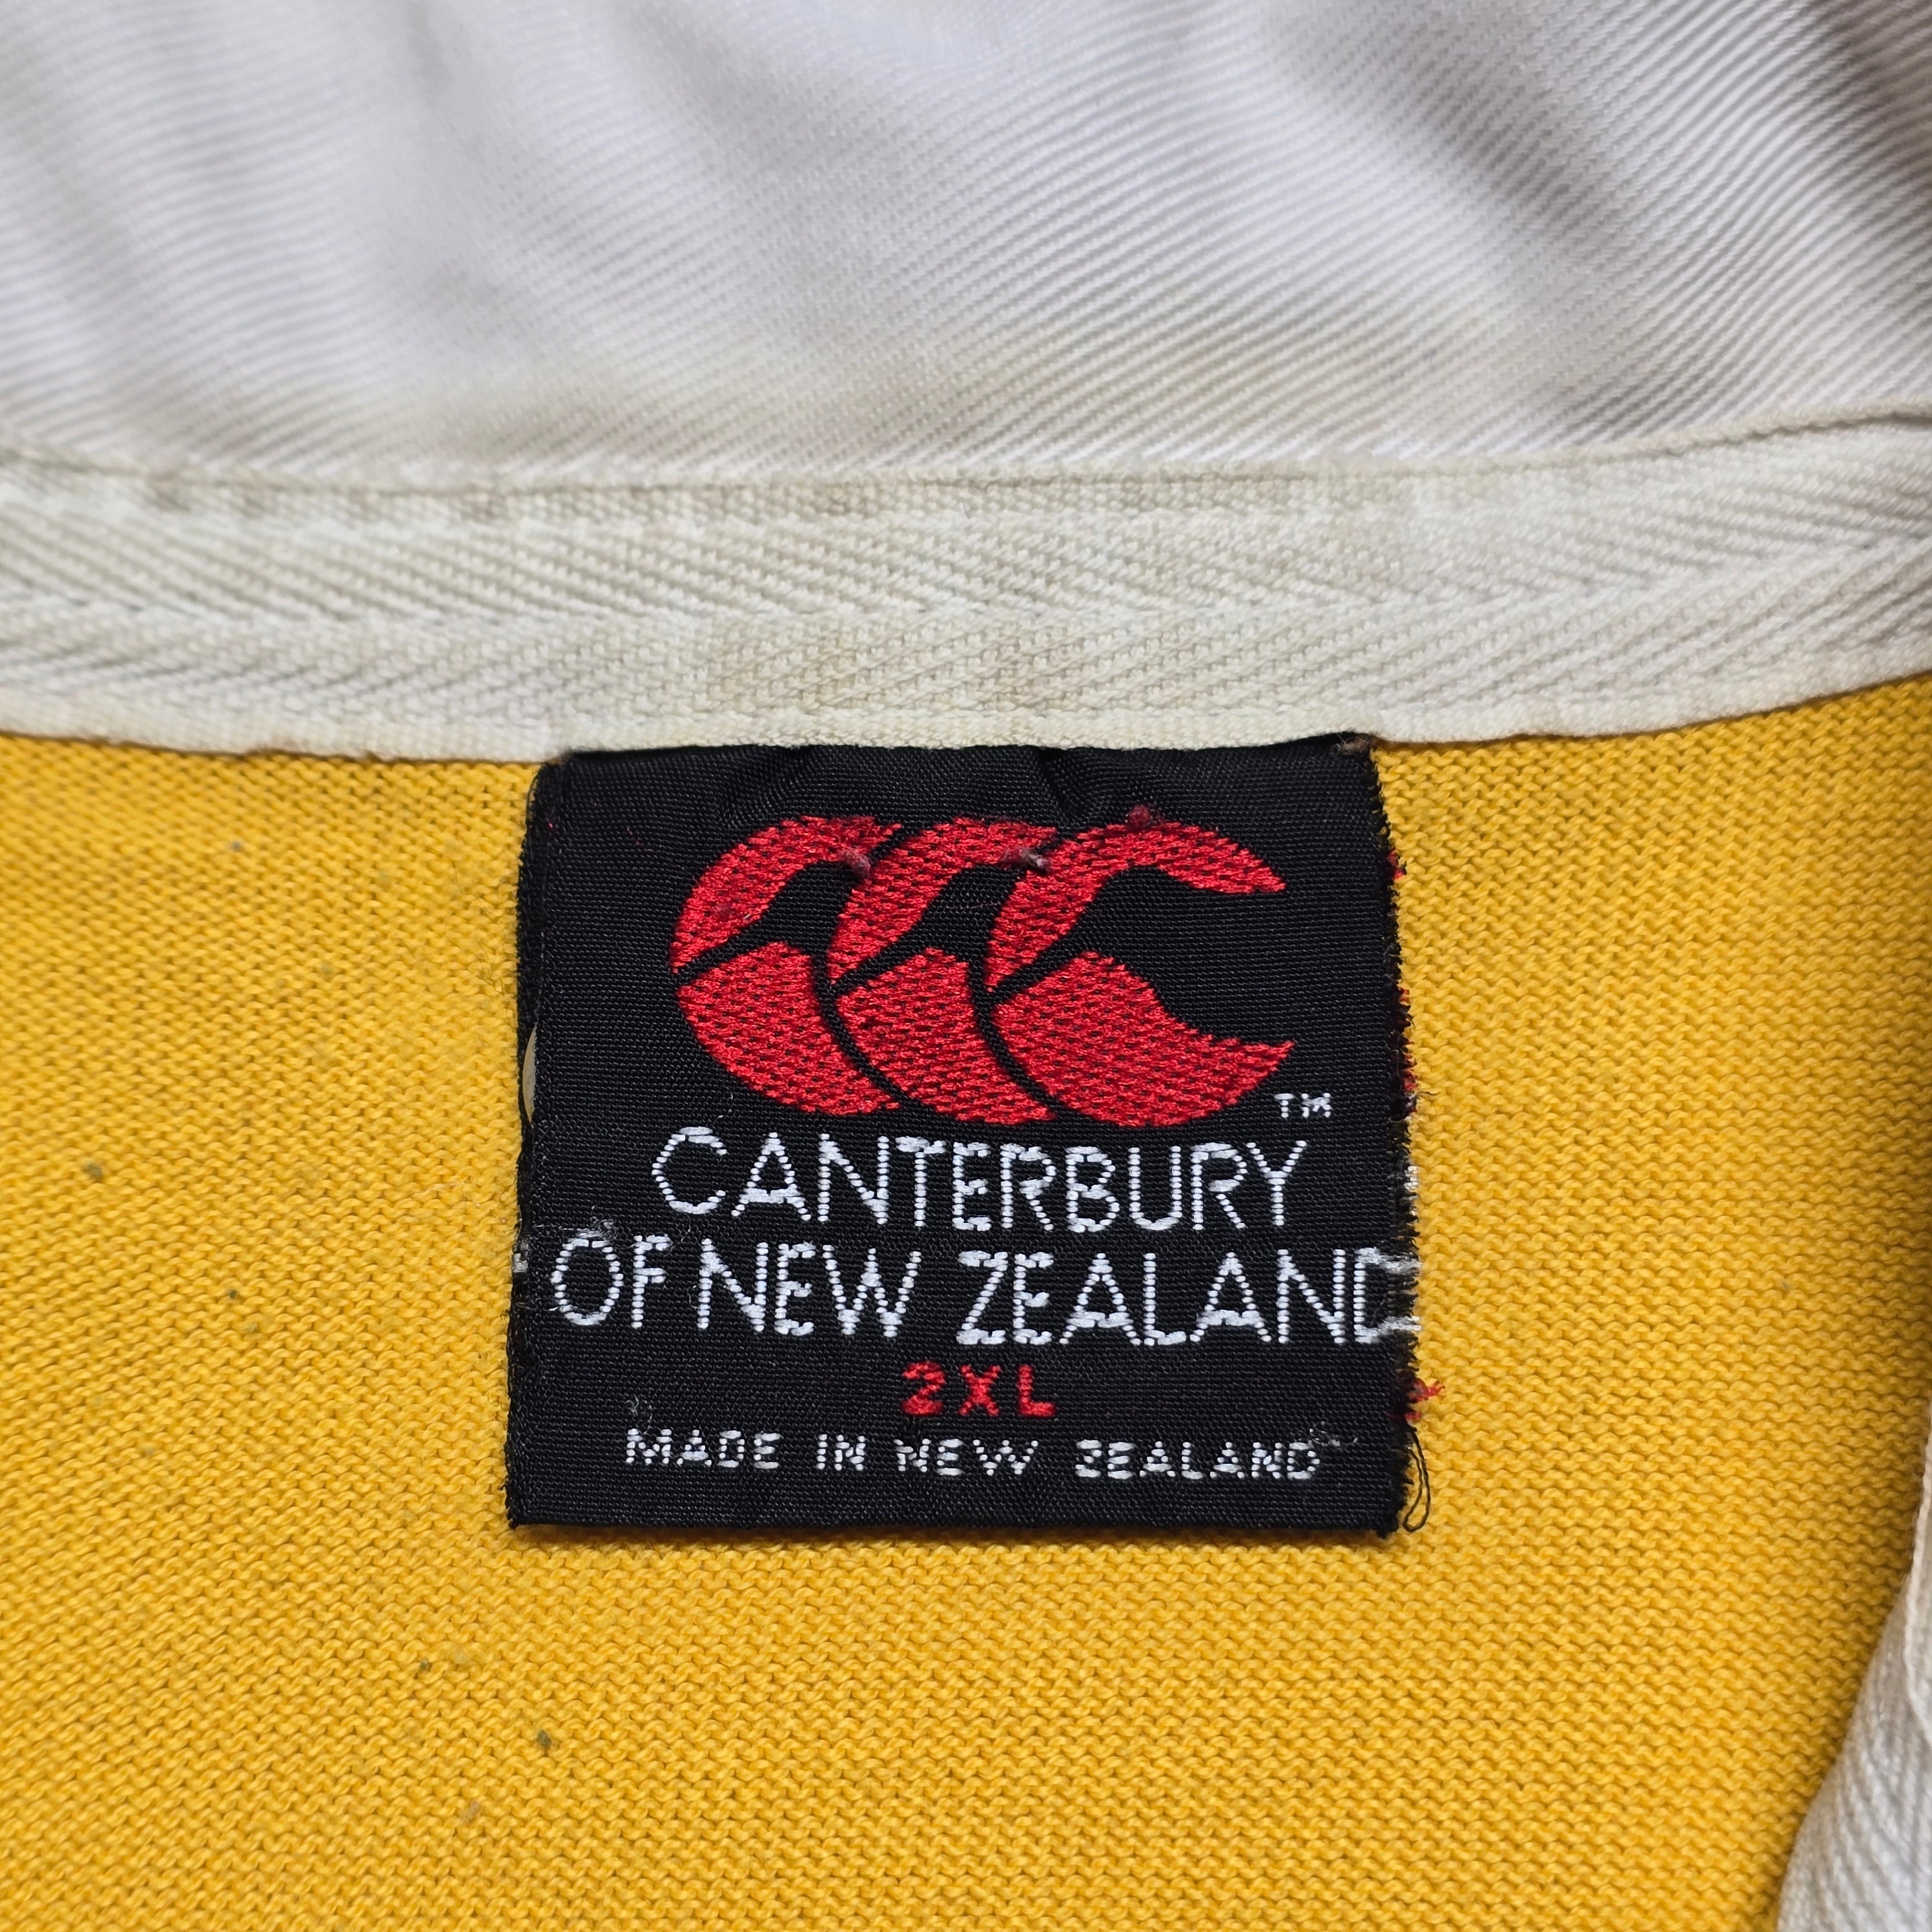 TM
CANTERBURY
OF NEW ZEALAND
2XL
MADE IN NEW ZEALAND